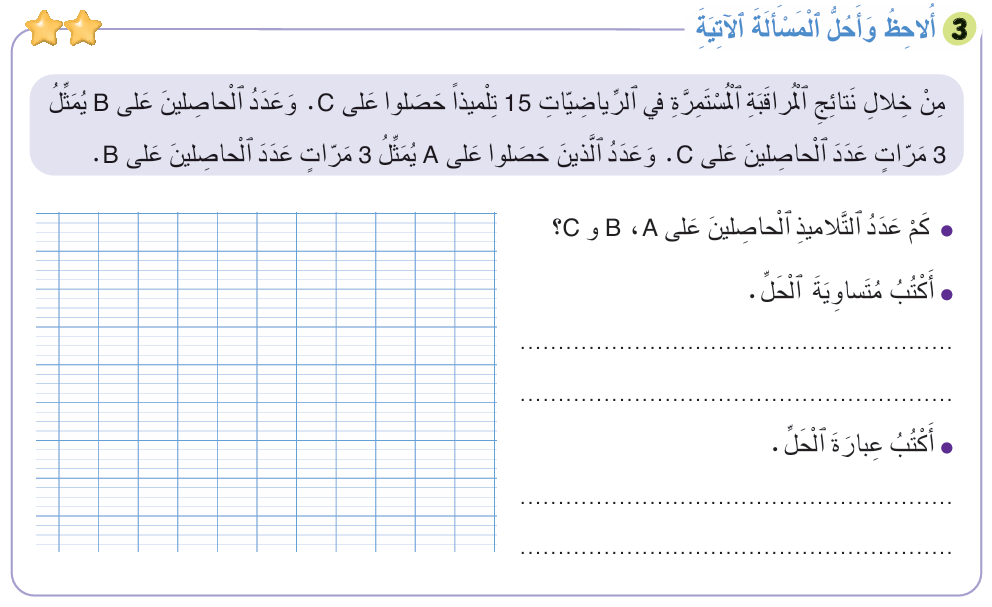 3 أُلاحِظُ وَأَحُلُّ ٱلْمَسْأَلَةَ ٱلآتِيَةَ
مِنْ خِلالِ نَتائِجِ ٱلْمُراقَبَةِ ٱلْمُسْتَمِرَّةِ في ٱلرِّياضِيّاتِ 15 تِلْميذاً حَصَلوا عَلى C. وَعَدَدُ ٱلْحاصِلينَ عَلى B يُمَثِّلُ
3 مَرّاتٍ عَدَدَ ٱلْحاصِلينَ عَلى C. وَعَدَدُ ٱلَّذينَ حَصَلوا عَلى A يُمَثِّلُ 3 مَرّاتٍ عَدَدَ ٱلْحاصِلينَ عَلى B.
• كَمْ عَدَدُ ٱلتَّلاميذِ ٱلْحاصِلينَ عَلى A، B و C؟
• أَكْتُبُ مُتَساوِيَةَ ٱلْحَلِّ.
......................................................
......................................................
• أَكْتُبُ عِبارَةَ ٱلْحَلِّ.
......................................................
......................................................